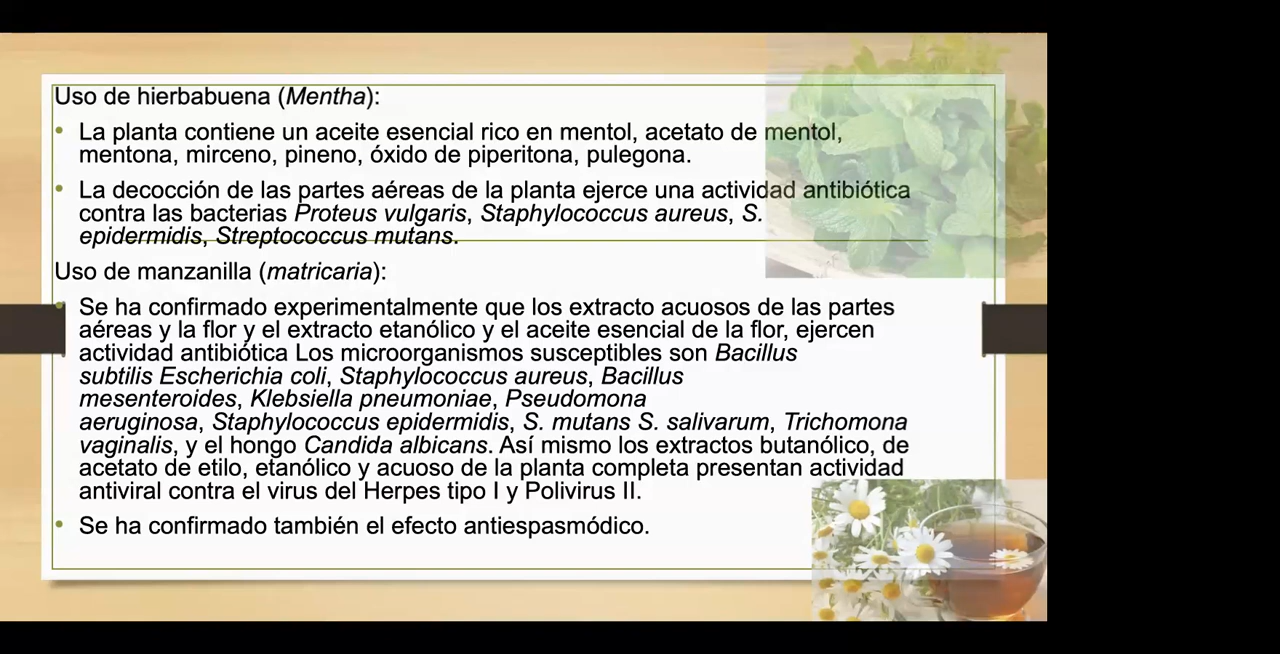 Uso de hierbabuena (Mentha):
• La planta contiene un aceite esencial rico en mentol, acetato de mentol,
mentona, mirceno, pineno, óxido de piperitona, pulegona.
• La decocción de las partes aéreas de la planta ejerce una actividad antibiótica
contra las bacterias Proteus vulgaris, Staphylococcus aureus, S.
epidermidis, Streptococcus mutans.
Uso de manzanilla (matricaria):
• Se ha confirmado experimentalmente que los extracto acuosos de las partes
aéreas y la flor y el extracto etanólico y el aceite esencial de la flor, ejercen
actividad antibiótica Los microorganismos susceptibles son Bacillus
subtilis Escherichia coli, Staphylococcus aureus, Bacillus
mesenteroides, Klebsiella pneumoniae, Pseudomona
aeruginosa, Staphylococcus epidermidis, S. mutans S. salivarum, Trichomona
vaginalis, y el hongo Candida albicans. Así mismo los extractos butanólico, de
acetato de etilo, etanólico y acuoso de la planta completa presentan actividad
antiviral contra el virus del Herpes tipo I y Polivirus II.
• Se ha confirmado también el efecto antiespasmódico.